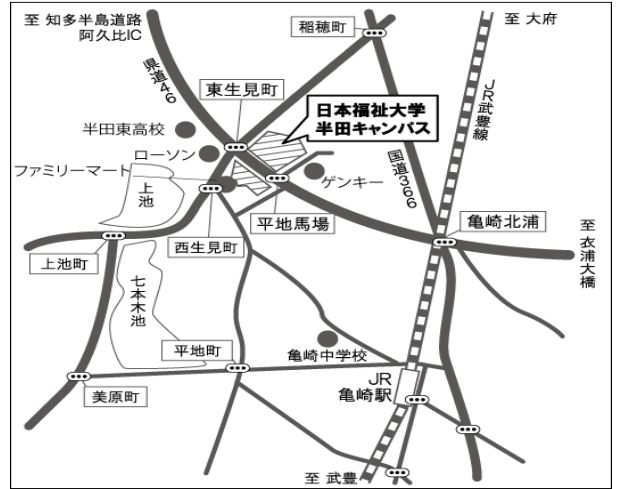 至 知多半島道路
阿久比IC
県道46
稲穂町
至 大府
JR武豊線
東生見町
日本福祉大学
半田キャンパス
半田東高校
ローソン
ファミリーマート
上池
ゲンキー
国道366
平地馬場
亀崎北浦
西生見町
上池町
至 衣浦大橋
七本木池
平地町
亀崎中学校
JR
亀崎駅
美原町
至 武豊